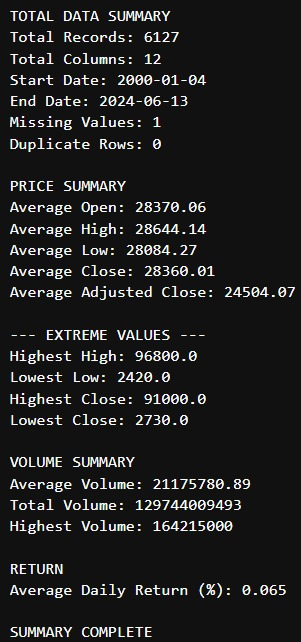 TOTAL DATA SUMMARY
Total Records: 6127
Total Columns: 12
Start Date: 2000-01-04
End Date: 2024-06-13
Missing Values: 1
Duplicate Rows: 0
PRICE SUMMARY
Average Open: 28370.06
Average High: 28644.14
Average Low: 28084.27
Average Close: 28360.01
Average Adjusted Close: 24504.07
--- EXTREME VALUES ---
Highest High: 96800.0
Lowest Low: 2420.0
Highest Close: 91000.0
Lowest Close: 2730.0
VOLUME SUMMARY
Average Volume: 21175780.89
Total Volume: 129744009493
Highest Volume: 164215000
RETURN
Average Daily Return (%): 0.065
SUMMARY COMPLETE